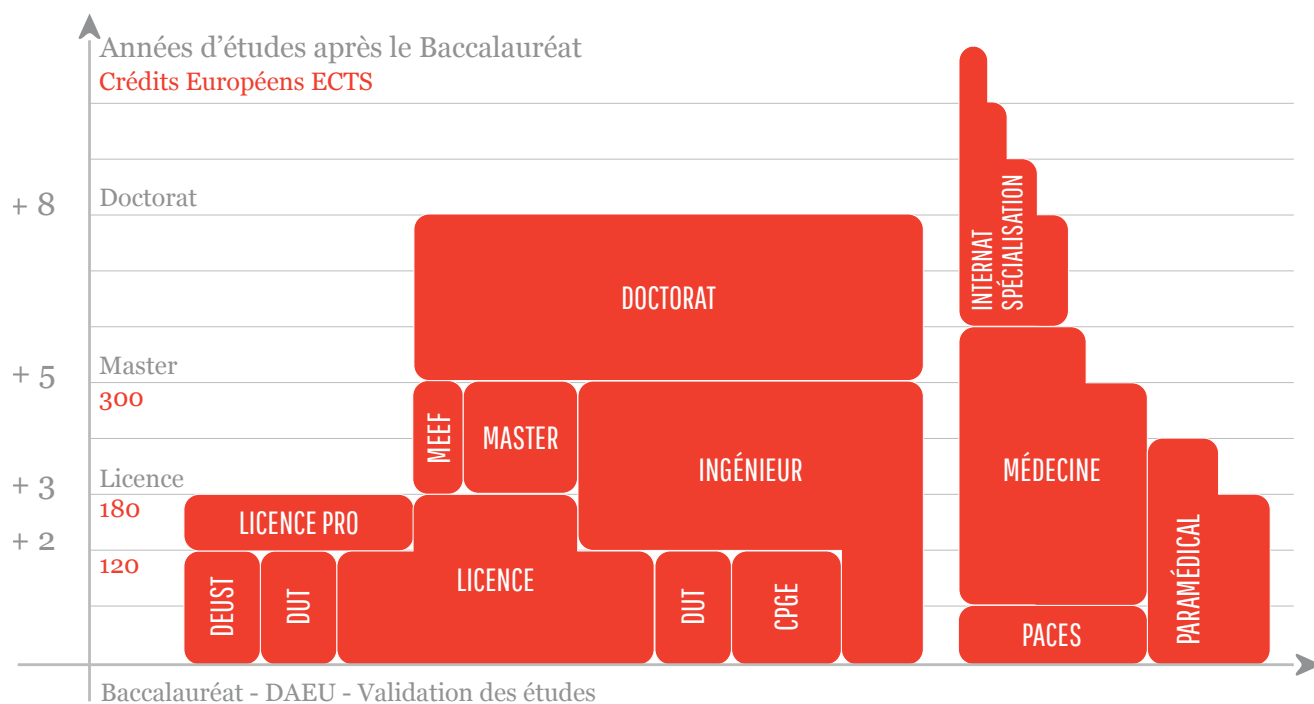 Années d’études après le Baccalauréat
Crédits Européens ECTS
+ 8
Doctorat
INTERNAT
SPÉCIALISATION
DOCTORAT
+ 5
Master
300
MEEF
MASTER
INGÉNIEUR
MÉDECINE
+ 3
Licence
180
LICENCE PRO
+ 2
120
DEUST
DUT
LICENCE
DUT
CPGE
PACES
PARAMÉDICAL
Baccalauréat - DAEU - Validation des études